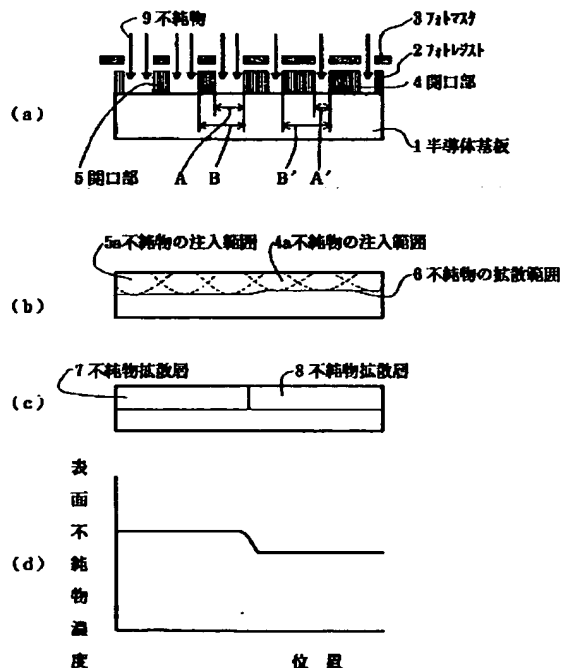 9 不純物
3 フォトマスク
2 フォトレジスト
4 開口部
(a)
1 半導体基板
5 開口部
A
B
B'
A'
5a不純物の注入範囲
4a不純物の注入範囲
6 不純物の拡散範囲
(b)
7 不純物拡散層
8 不純物拡散層
(c)
表面不純物濃度
(d)
位置